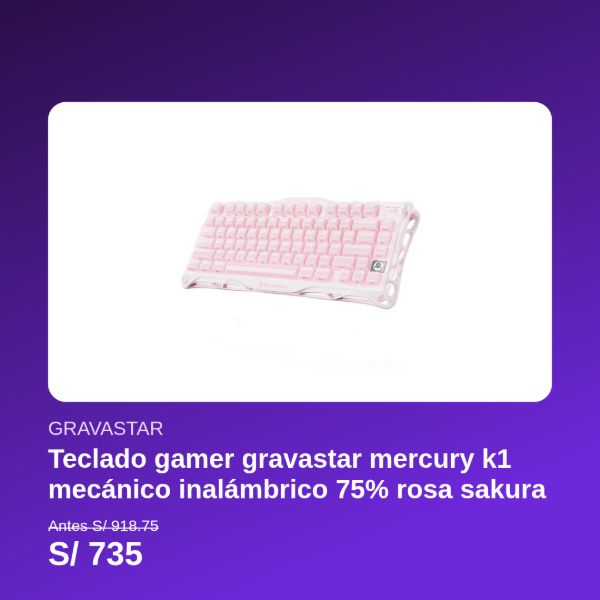 GRAVASTAR
Teclado gamer gravastar mercury k1
mecánico inalámbrico 75% rosa sakura
Antes S/ 918.75
S/ 735